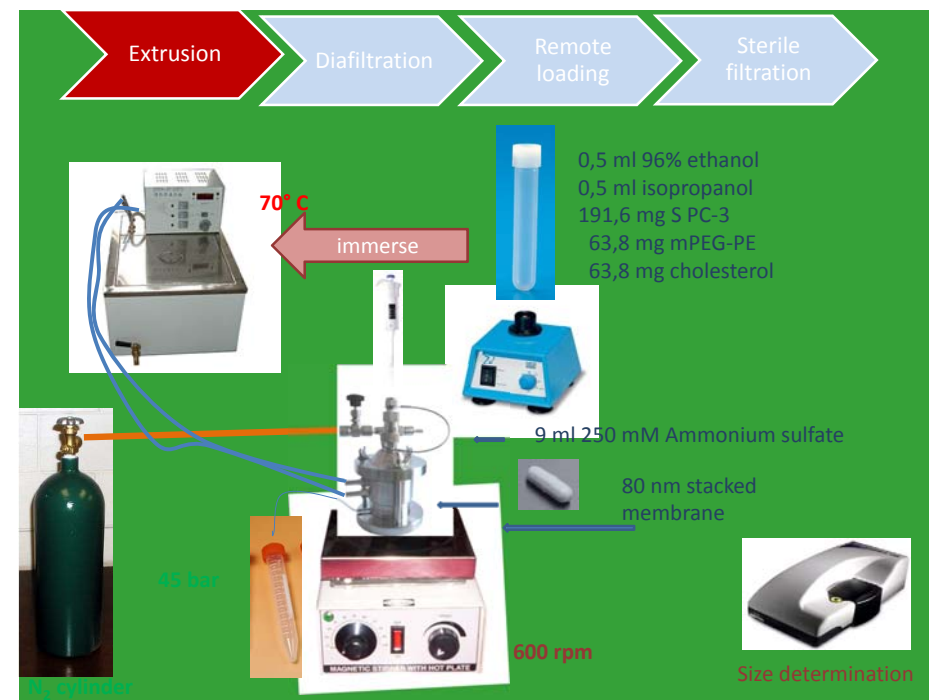 Extrusion
Diafiltration
Remote
loading
Sterile
filtration
0,5 ml 96% ethanol
0,5 ml isopropanol
191,6 mg S PC-3
63,8 mg mPEG-PE
63,8 mg cholesterol
70° C
immerse
9 ml 250 mM Ammonium sulfate
80 nm stacked
membrane
45 bar
600 rpm
MAGNETIC STIRRER WITH HOT PLATE
Size determination
N₂ cylinder